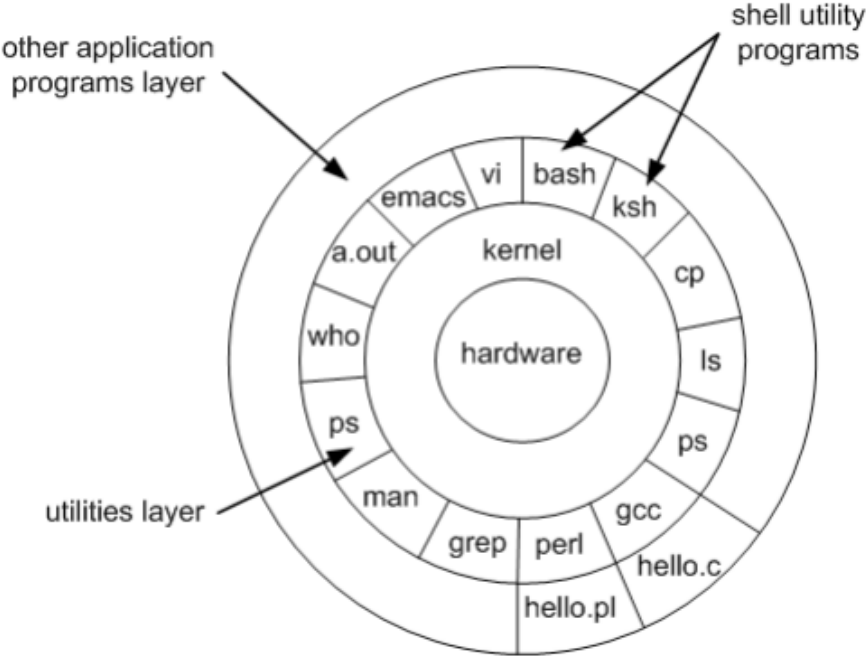 shell utility
programs
other application
programs layer
vi
bash
emacs
ksh
a.out
kernel
cp
who
hardware
ls
ps
ps
man
utilities layer
gcc
grep
perl
hello.c
hello.pl